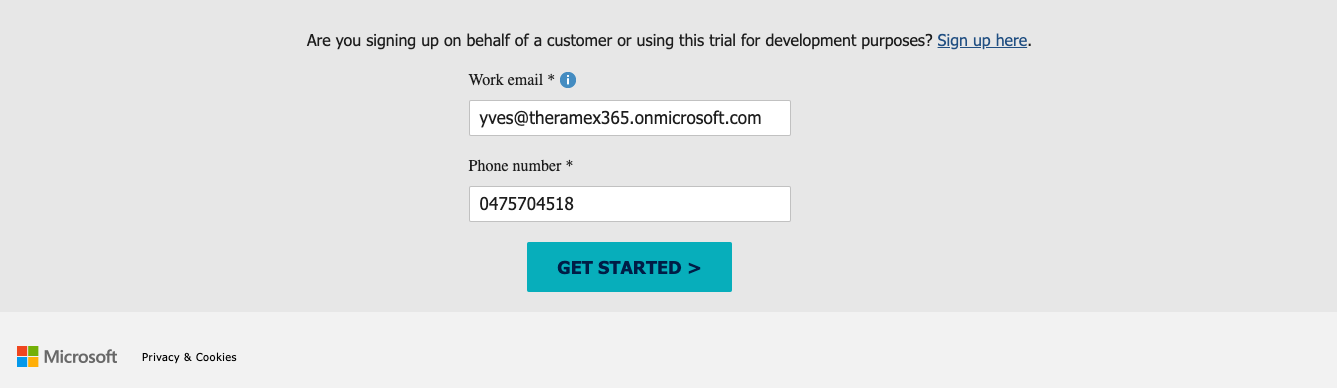 Are you signing up on behalf of a customer or using this trial for development purposes? Sign up here.
Work email * i
yves@theramex365.onmicrosoft.com
Phone number *
0475704518
GET STARTED >
Microsoft Privacy & Cookies